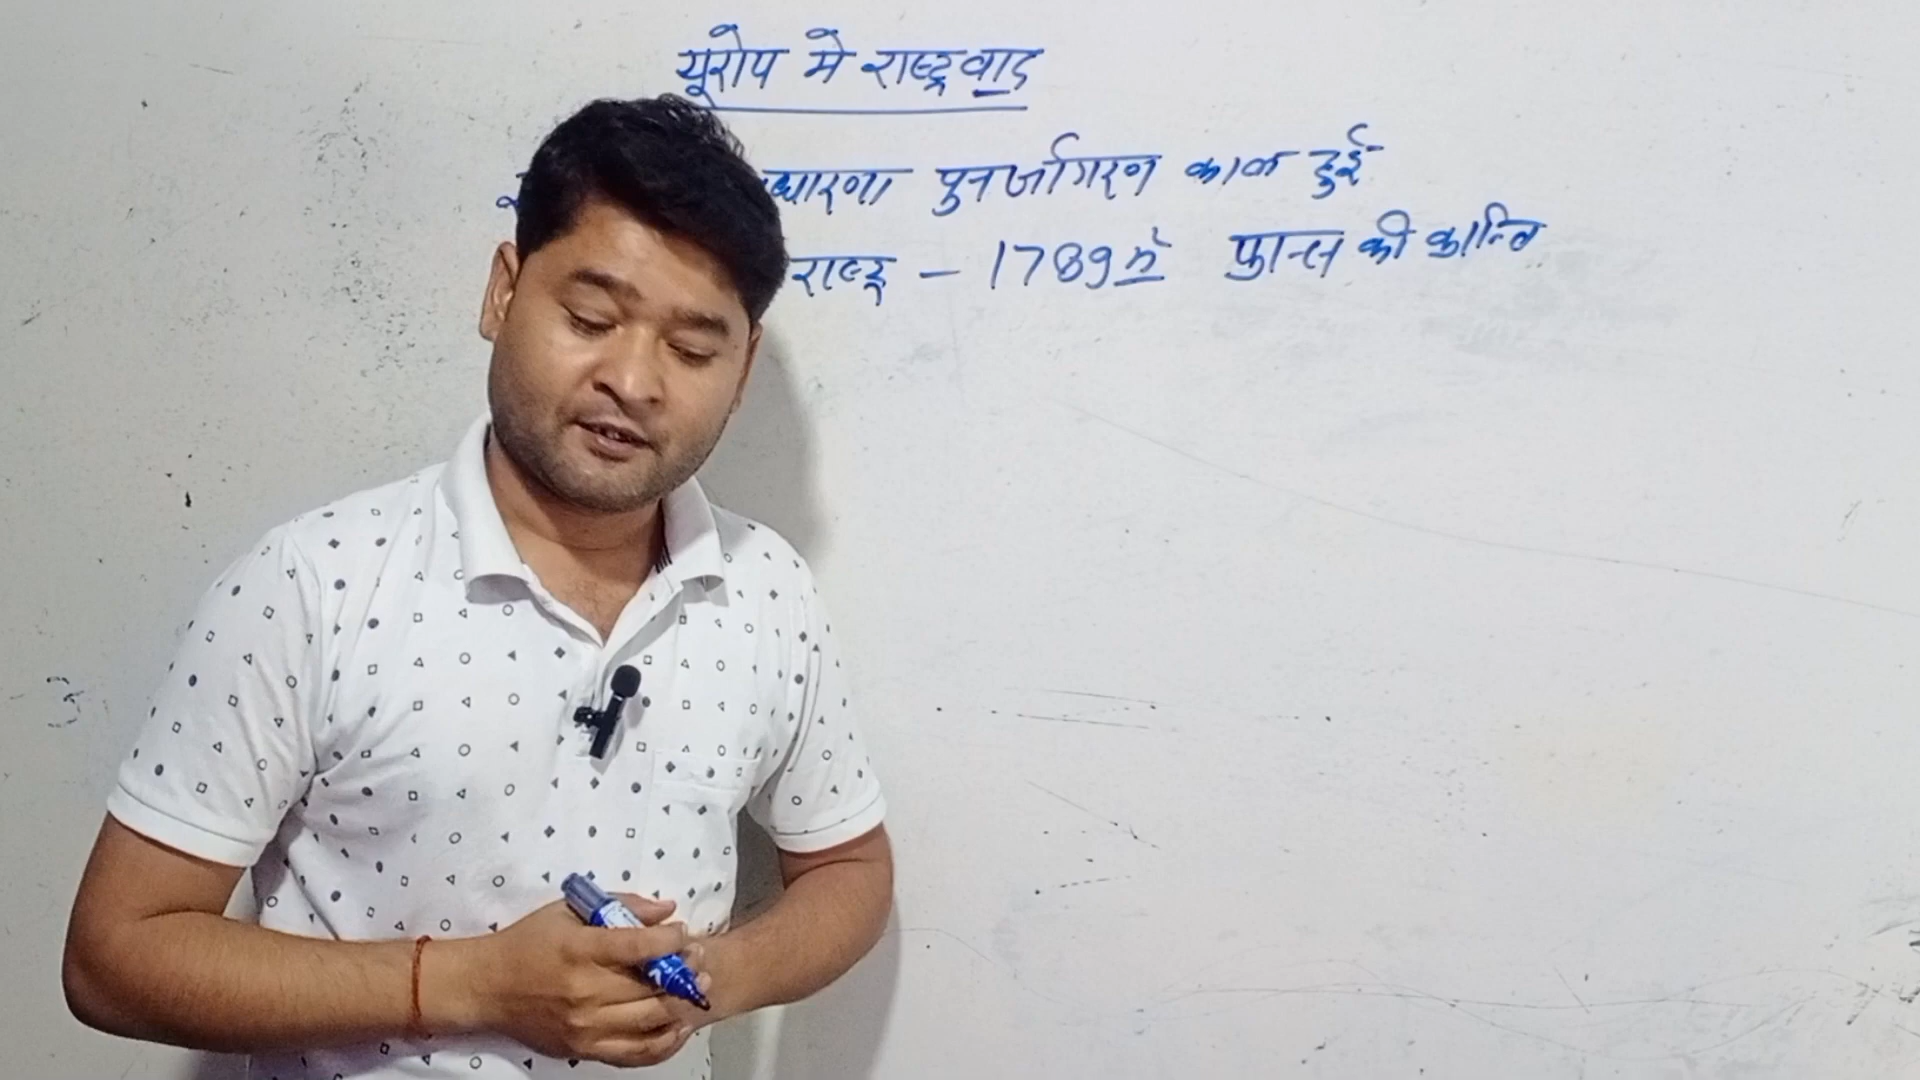 यूरोप मे राष्ट्रवाद
धारणा पुनर्जागरण काल हुई
राष्ट्र - 1789 में फ्रान्स की क्रान्ति